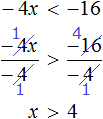 −4x < −16
1 4
−4x > −16
−4 −4
1 1
x > 4